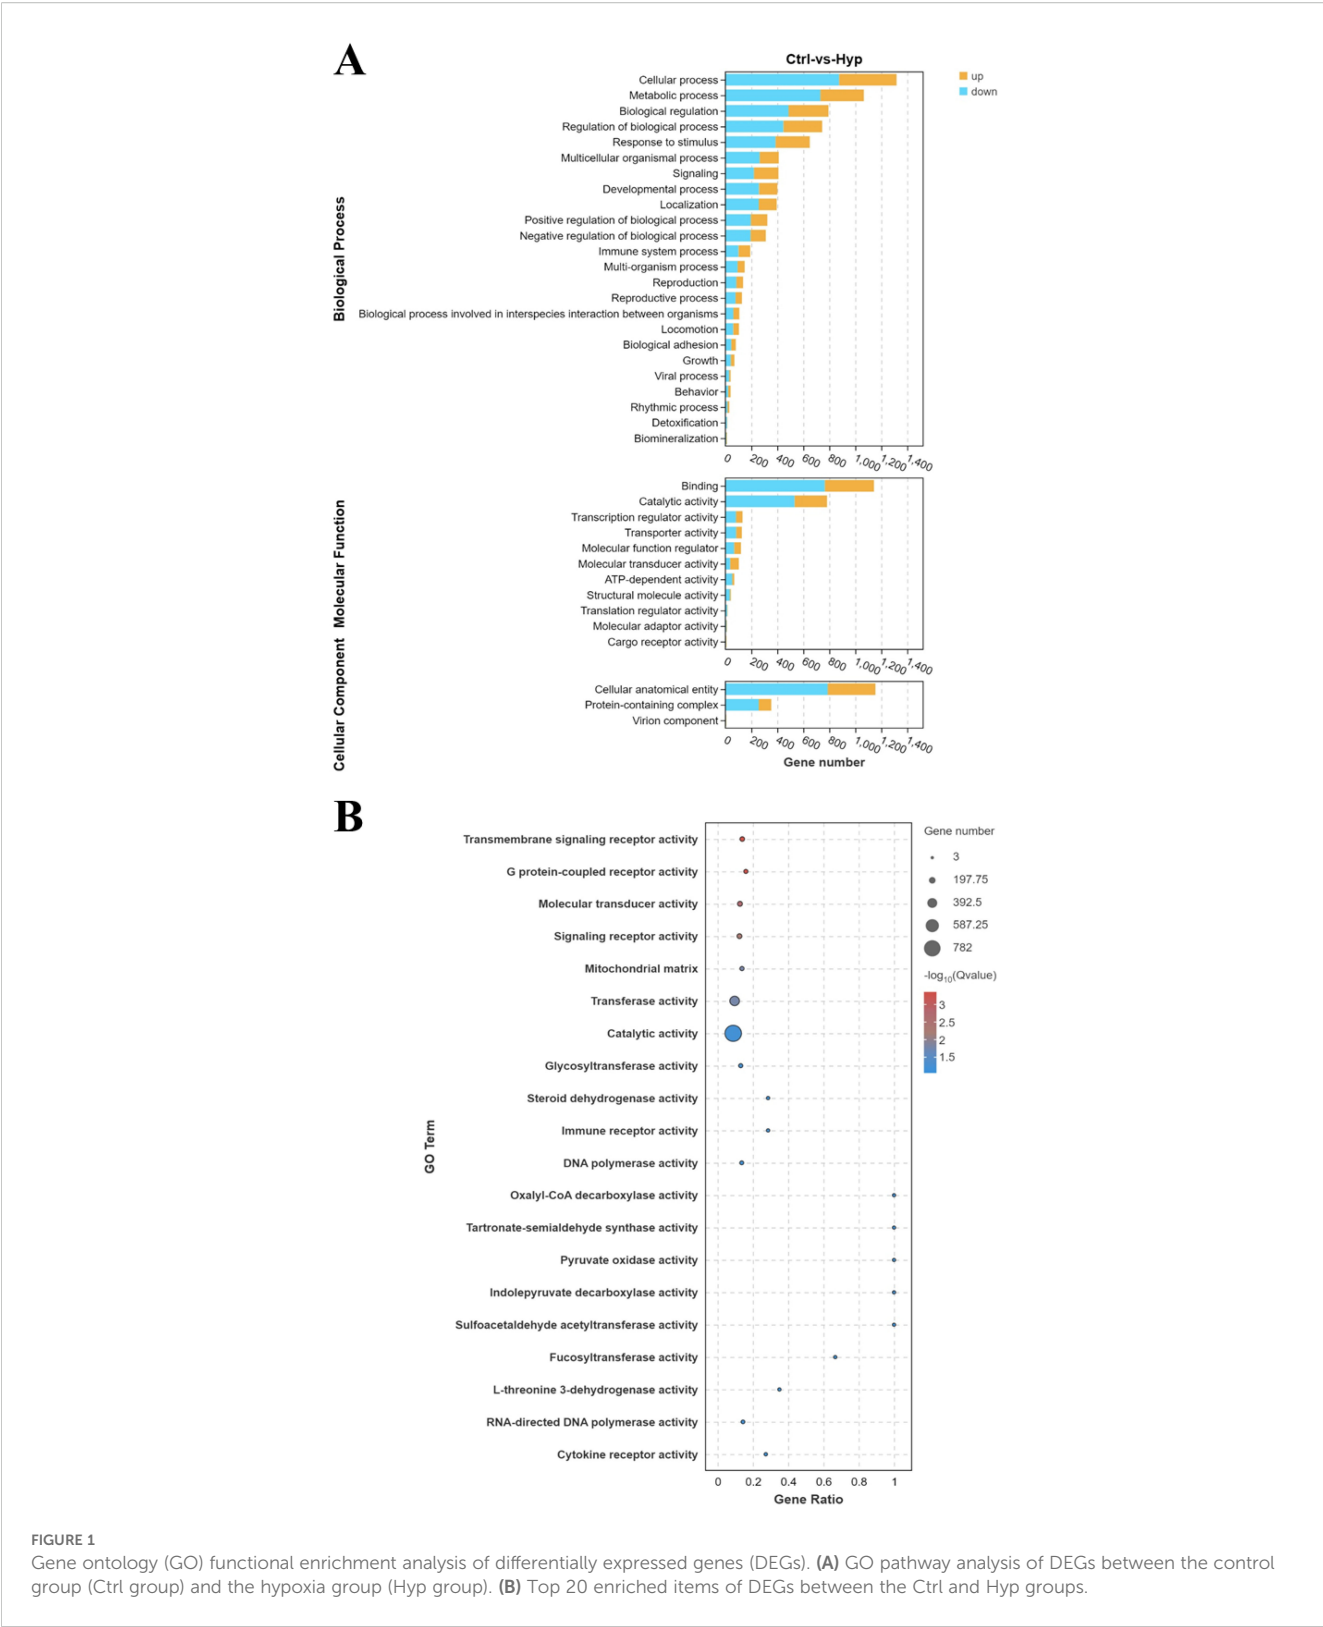 A
Ctrl-vs-Hyp
up
down
Biological Process
Cellular process
Metabolic process
Biological regulation
Regulation of biological process
Response to stimulus
Multicellular organismal process
Signaling
Developmental process
Localization
Positive regulation of biological process
Negative regulation of biological process
Immune system process
Multi-organism process
Reproduction
Reproductive process
Biological process involved in interspecies interaction between organisms
Locomotion
Biological adhesion
Growth
Viral process
Behavior
Rhythmic process
Detoxification
Biomineralization
0 200 400 600 800 1,000 1,200 1,400
Molecular Function
Binding
Catalytic activity
Transcription regulator activity
Transporter activity
Molecular function regulator
Molecular transducer activity
ATP-dependent activity
Structural molecule activity
Translation regulator activity
Molecular adaptor activity
Cargo receptor activity
0 200 400 600 800 1,000 1,200 1,400
Cellular Component
Cellular anatomical entity
Protein-containing complex
Virion component
0 200 400 600 800 1,000 1,200 1,400
Gene number
B
GO Term
Transmembrane signaling receptor activity
G protein-coupled receptor activity
Molecular transducer activity
Signaling receptor activity
Mitochondrial matrix
Transferase activity
Catalytic activity
Glycosyltransferase activity
Steroid dehydrogenase activity
Immune receptor activity
DNA polymerase activity
Oxalyl-CoA decarboxylase activity
Tartronate-semialdehyde synthase activity
Pyruvate oxidase activity
Indolepyruvate decarboxylase activity
Sulfoacetaldehyde acetyltransferase activity
Fucosyltransferase activity
L-threonine 3-dehydrogenase activity
RNA-directed DNA polymerase activity
Cytokine receptor activity
0 0.2 0.4 0.6 0.8 1
Gene Ratio
Gene number
3
197.75
392.5
587.25
782
-log10(Qvalue)
3
2.5
2
1.5
FIGURE 1
Gene ontology (GO) functional enrichment analysis of differentially expressed genes (DEGs). (A) GO pathway analysis of DEGs between the control
group (Ctrl group) and the hypoxia group (Hyp group). (B) Top 20 enriched items of DEGs between the Ctrl and Hyp groups.